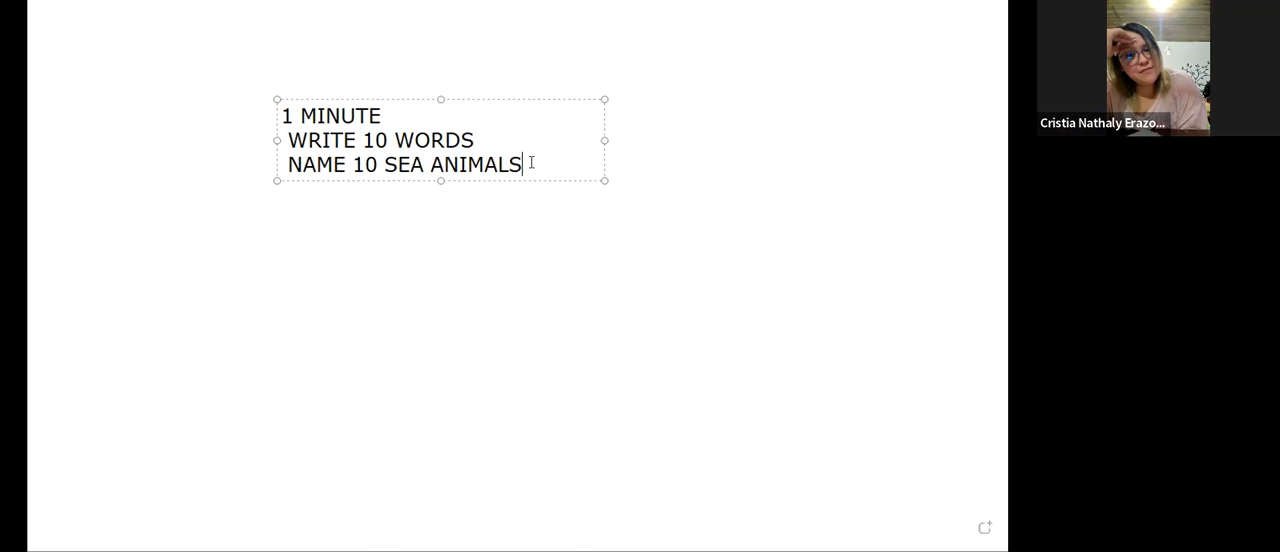 1 MINUTE
WRITE 10 WORDS
NAME 10 SEA ANIMALS
Cristia Nathaly Erazo...